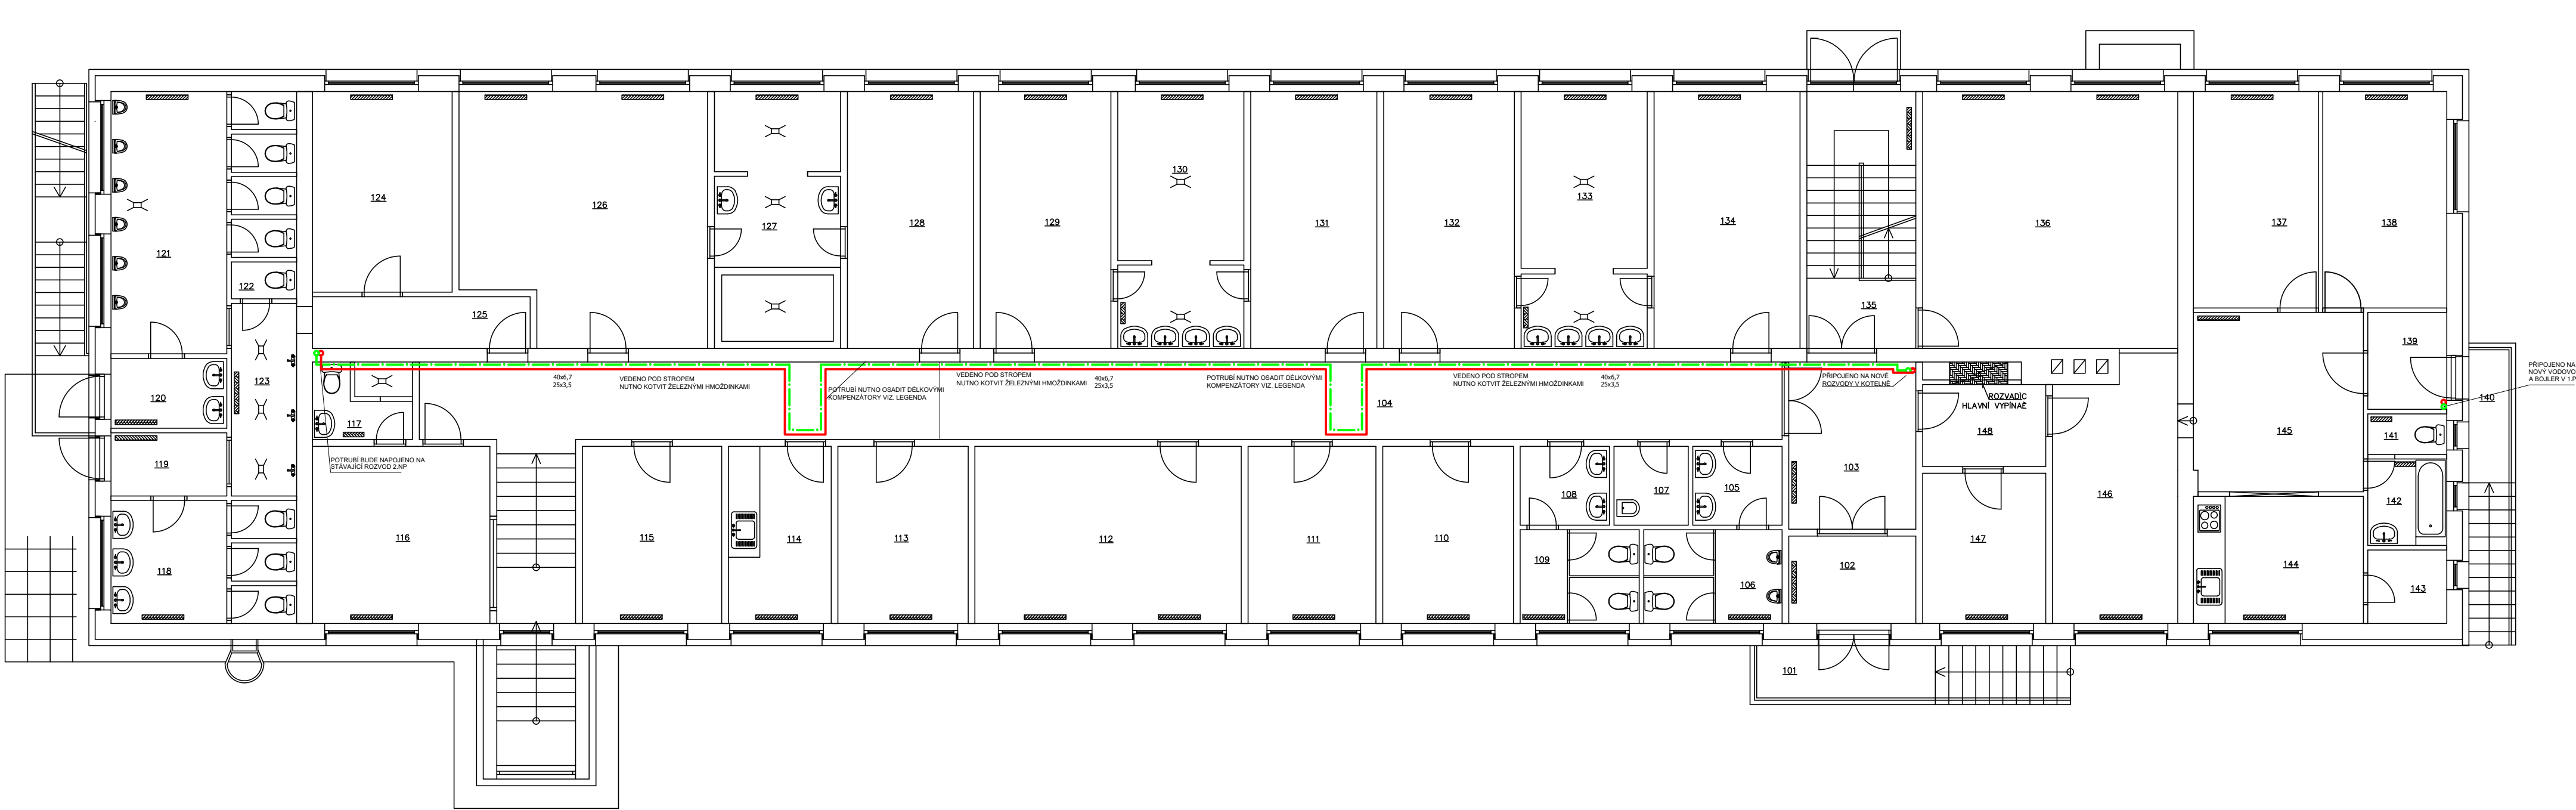 124
126
127
128
129
130
131
132
133
134
135
136
137
138
121
122
125
139
120
123
117
119
118
116
40x6,7
25x3,5
VEDENO POD STROPEM
NUTNO KOTVIT ŽELEZNÝMI HMOŽDINKAMI
POTRUBÍ NUTNO OSADIT DÉLKOVÝMI
KOMPENZÁTORY VIZ. LEGENDA
VEDENO POD STROPEM
NUTNO KOTVIT ŽELEZNÝMI HMOŽDINKAMI
40x6,7
25x3,5
POTRUBÍ NUTNO OSADIT DÉLKOVÝMI
KOMPENZÁTORY VIZ. LEGENDA
104
VEDENO POD STROPEM
NUTNO KOTVIT ŽELEZNÝMI HMOŽDINKAMI
40x6,7
25x3,5
PŘIPOJENO NA NOVÉ
ROZVODY V KOTELNĚ
ROZVADĚČ
HLAVNÍ VYPÍNAČ
PŘIPOJENO NA
NOVÝ VODOVO
A BOJLER V 1.P
140
POTRUBÍ BUDE NAPOJENO NA
STÁVAJÍCÍ ROZVOD 2.NP
115
114
113
112
111
110
108
107
105
109
106
103
102
101
148
147
146
145
141
142
144
143